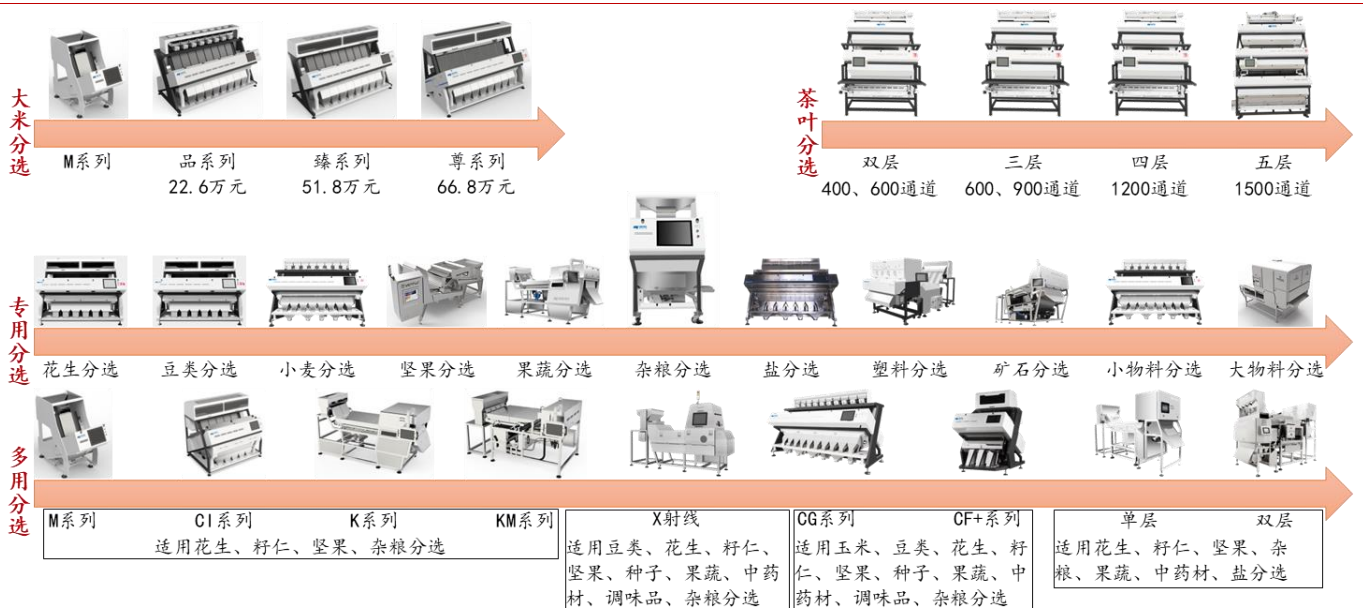 大米分选
M系列
品系列
臻系列
尊系列
22.6万元
51.8万元
66.8万元
茶叶分选
双层
三层
四层
五层
400、600通道
600、900通道
1200通道
1500通道
专用分选
花生分选
豆类分选
小麦分选
坚果分选
果蔬分选
杂粮分选
盐分选
塑料分选
矿石分选
小物料分选
大物料分选
多用分选
M系列
CI系列
K系列
KM系列
适用花生、籽仁、坚果、杂粮分选
X射线
适用豆类、花生、籽仁、
坚果、种子、果蔬、中药
材、调味品、杂粮分选
CG系列
CF+系列
适用玉米、豆类、花生、籽
仁、坚果、种子、果蔬、中
药材、调味品、杂粮分选
单层
双层
适用花生、籽仁、坚果、杂
粮、果蔬、中药材、盐分选